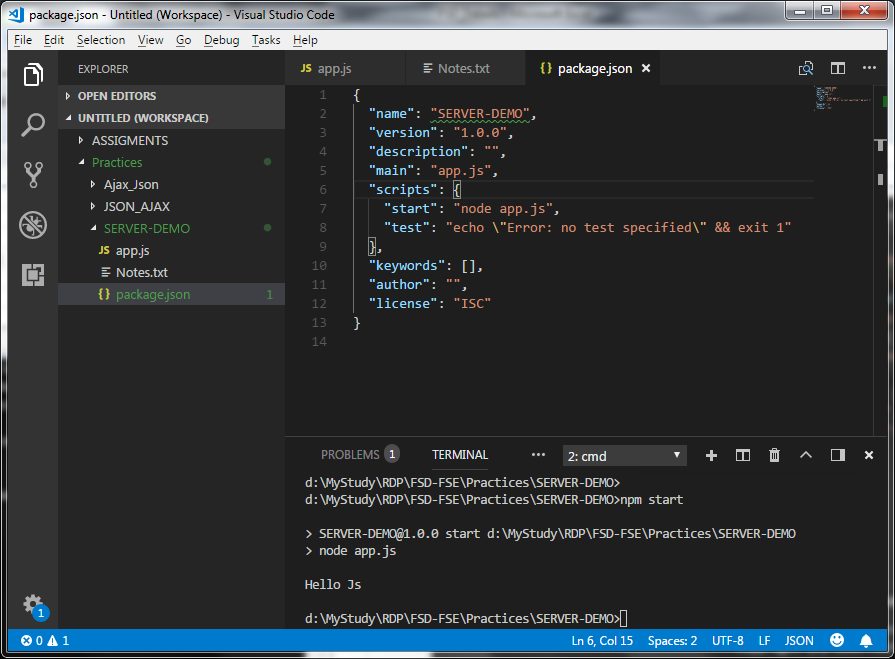 package.json - Untitled (Workspace) - Visual Studio Code
File Edit Selection View Go Debug Tasks Help
EXPLORER
OPEN EDITORS
UNTITLED (WORKSPACE)
ASSIGMENTS
Practices
Ajax_Json
JSON_AJAX
SERVER-DEMO
JS app.js
Notes.txt
{} package.json 1
1
JS app.js Notes.txt {} package.json
1 {
2 "name": "SERVER-DEMO",
3 "version": "1.0.0",
4 "description": "",
5 "main": "app.js",
6 "scripts": {
7 "start": "node app.js",
8 "test": "echo \"Error: no test specified\" && exit 1"
9 },
10 "keywords": [],
11 "author": "",
12 "license": "ISC"
13 }
14
PROBLEMS 1 TERMINAL ••• 2: cmd
d:\MyStudy\RDP\FSD-FSE\Practices\SERVER-DEMO>
d:\MyStudy\RDP\FSD-FSE\Practices\SERVER-DEMO>npm start
> SERVER-DEMO@1.0.0 start d:\MyStudy\RDP\FSD-FSE\Practices\SERVER-DEMO
> node app.js
Hello Js
d:\MyStudy\RDP\FSD-FSE\Practices\SERVER-DEMO>
0 1 Ln 6, Col 15 Spaces: 2 UTF-8 LF JSON